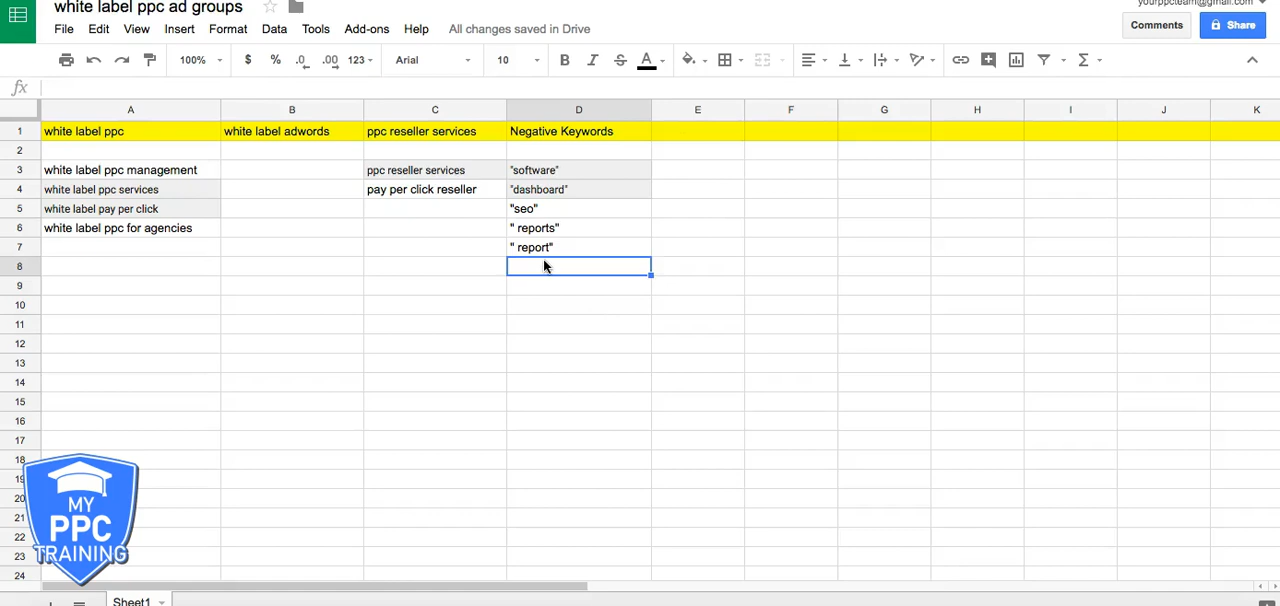 white label ppc ad groups
yourppcteam@gmail.com
File Edit View Insert Format Data Tools Add-ons Help All changes saved in Drive
Comments Share
100% $ % .0 .00 123 Arial 10 B I S A Σ
fx
A B C D E F G H I J K
1 white label ppc white label adwords ppc reseller services Negative Keywords
2
3 white label ppc management ppc reseller services "software"
4 white label ppc services pay per click reseller "dashboard"
5 white label pay per click "seo"
6 white label ppc for agencies " reports"
7 " report"
8
9
10
11
12
13
14
15
16
17
18
19
20
21
22
23
24
MY
PPC
TRAINING
Sheet1